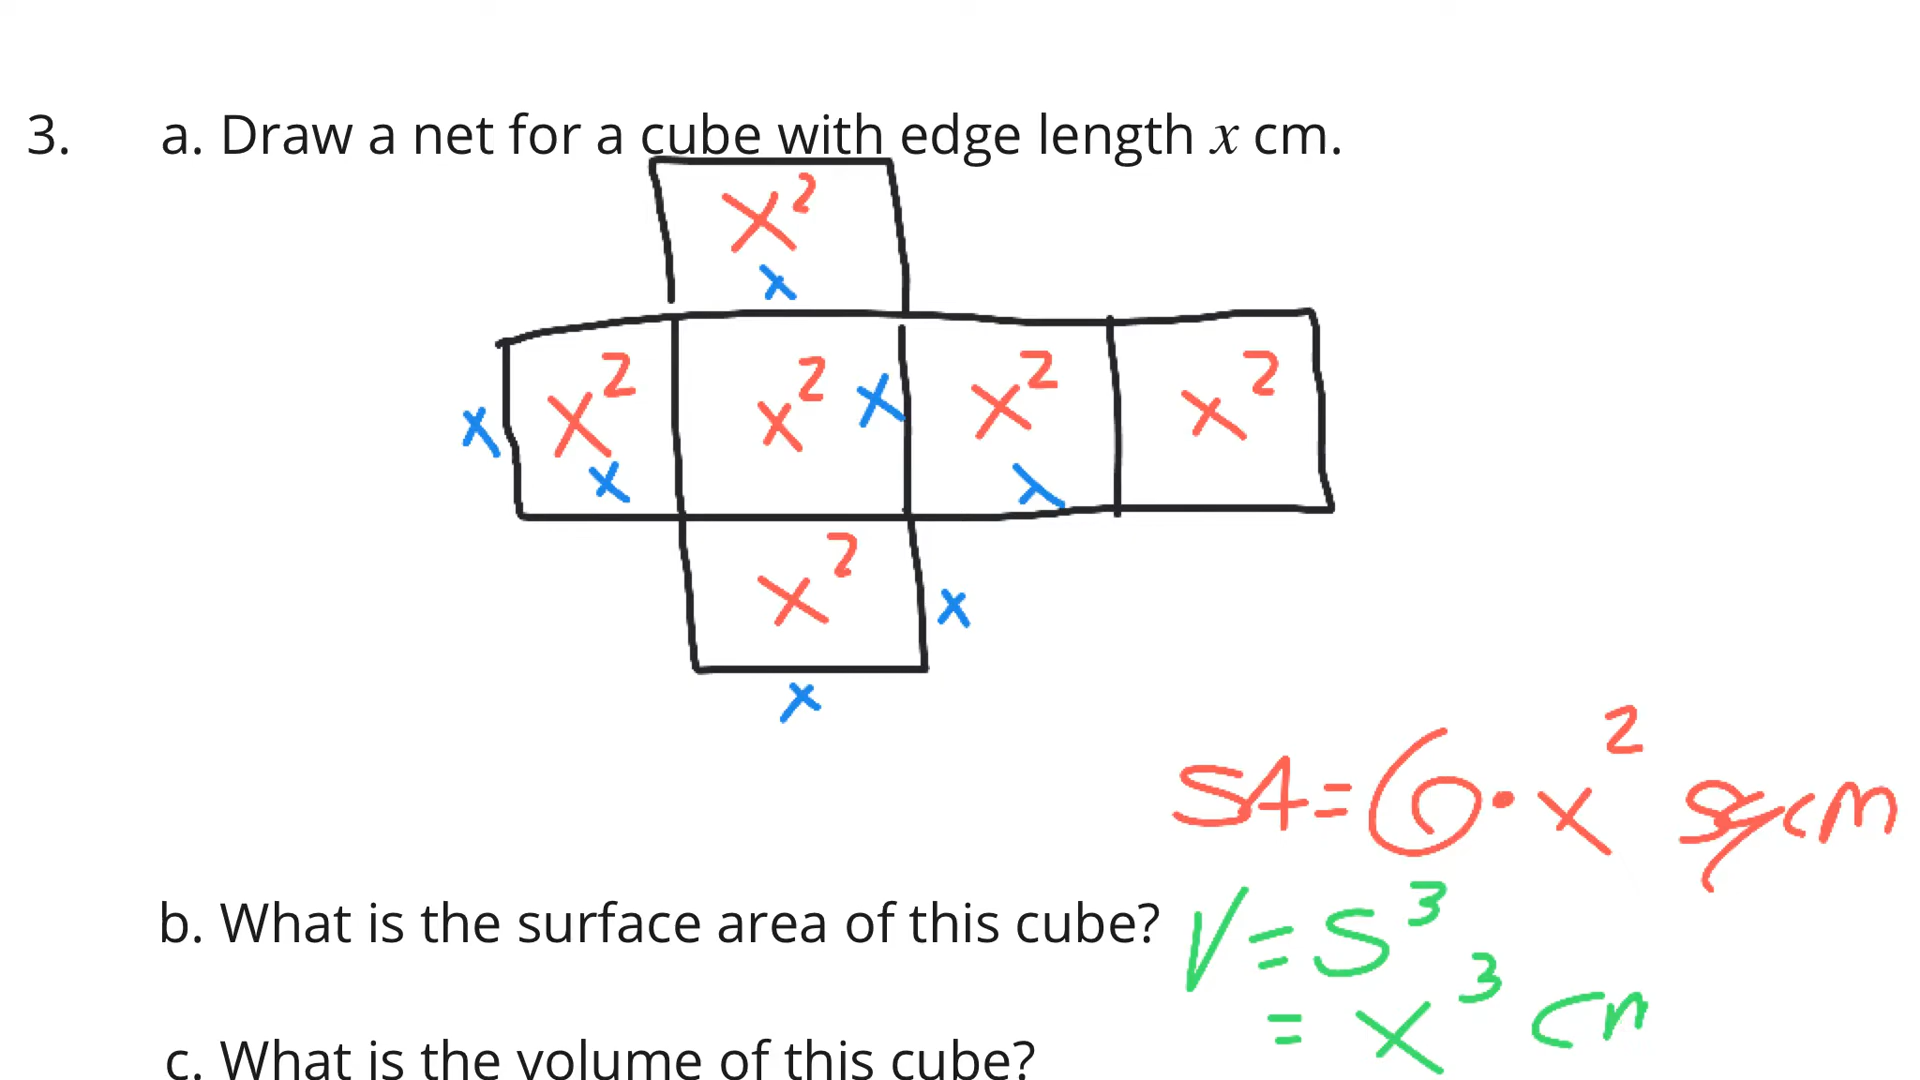 3. a. Draw a net for a cube with edge length x cm.
x²
x
x x² x x² x x² x x²
x² x
x
SA = 6 · x² sq cm
b. What is the surface area of this cube?
V = s³
= x³ cm
c. What is the volume of this cube?